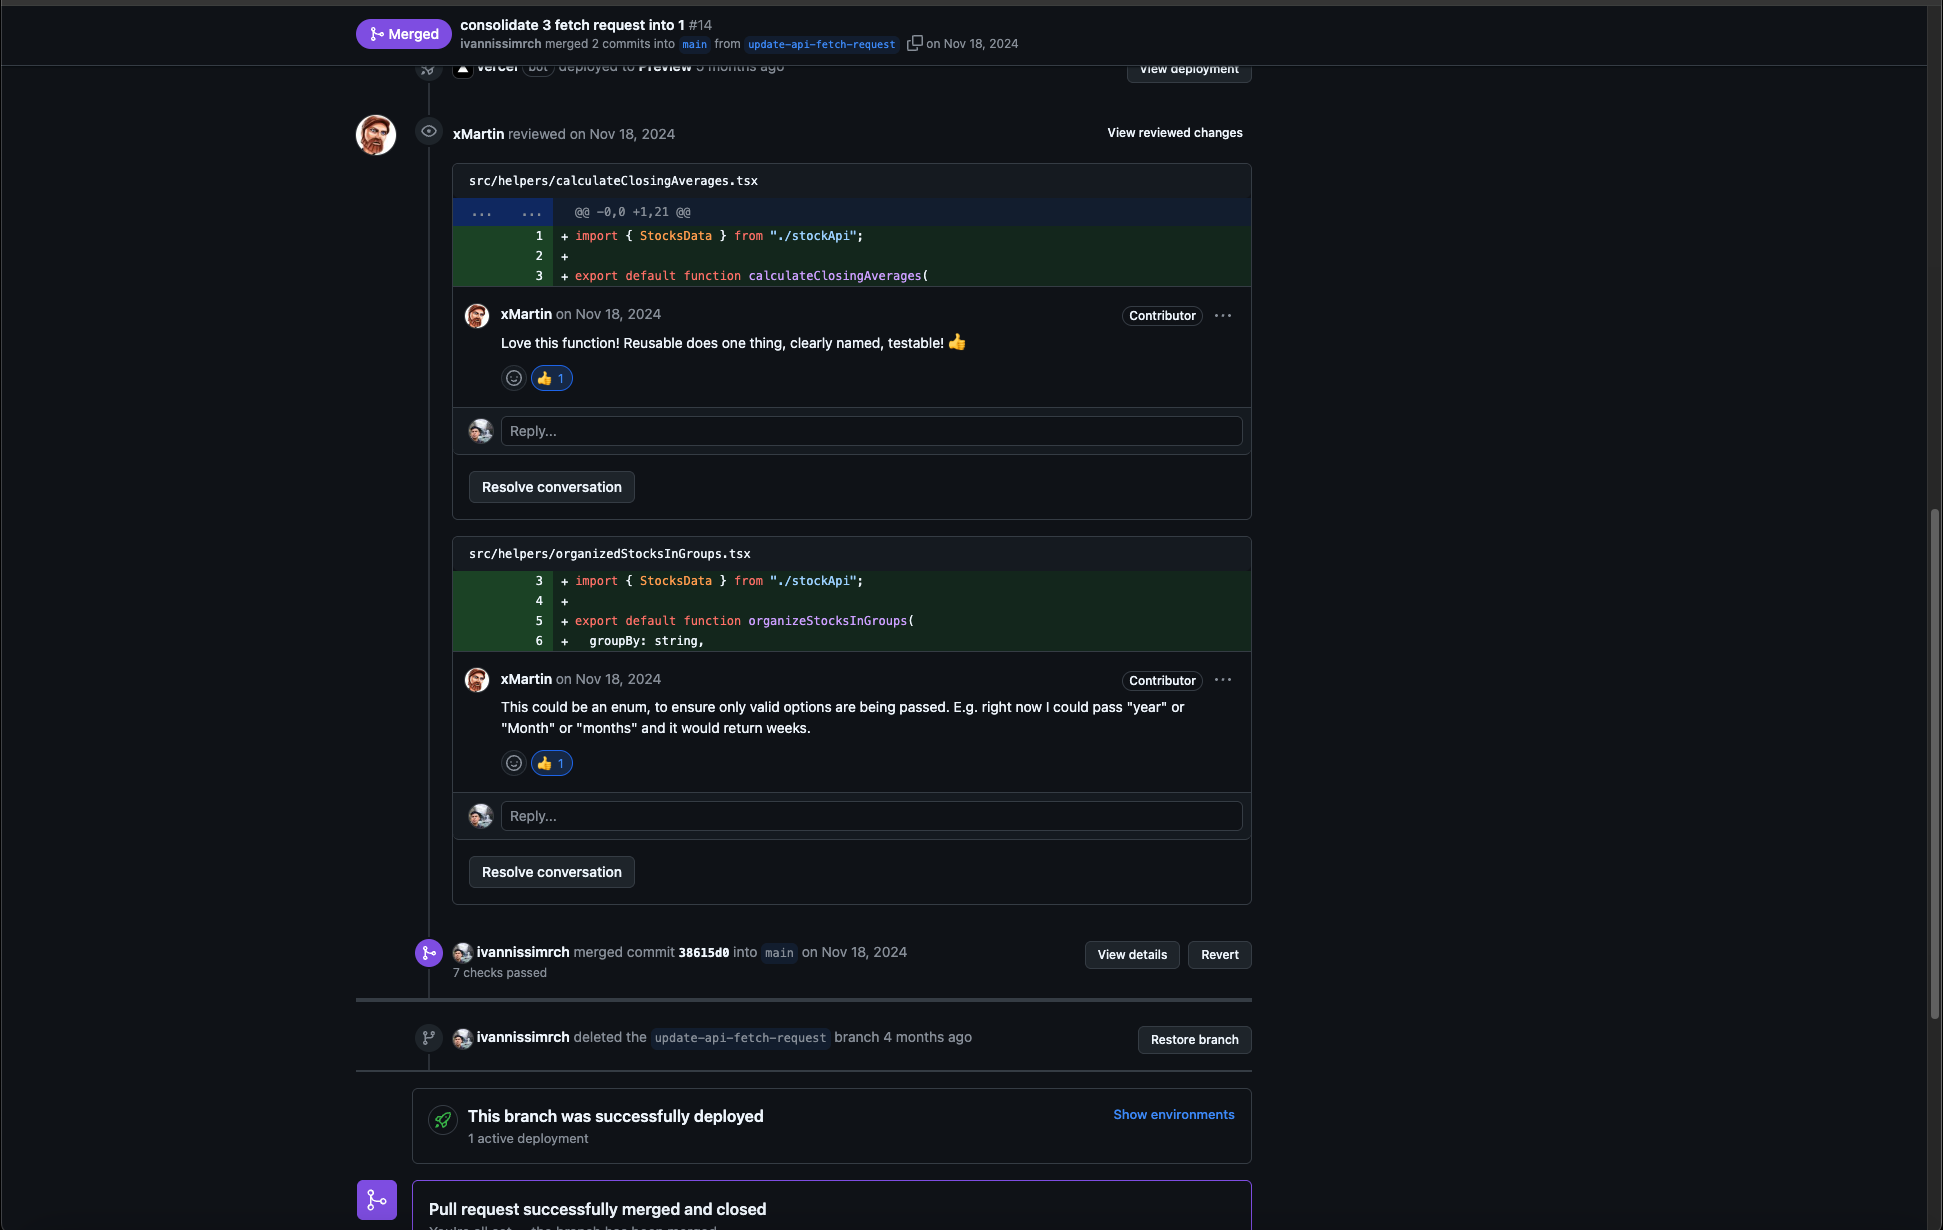 Merged
consolidate 3 fetch request into 1 #14
ivannissimrch merged 2 commits into main from update-api-fetch-request on Nov 18, 2024
vercel bot deployed to Preview 5 months ago
View deployment
xMartin reviewed on Nov 18, 2024
View reviewed changes
src/helpers/calculateClosingAverages.tsx
... ... @@ -0,0 +1,21 @@
1 + import { StocksData } from "./stockApi";
2 +
3 + export default function calculateClosingAverages(
xMartin on Nov 18, 2024
Contributor ...
Love this function! Reusable does one thing, clearly named, testable! 👍
👍 1
Reply...
Resolve conversation
src/helpers/organizedStocksInGroups.tsx
3 + import { StocksData } from "./stockApi";
4 +
5 + export default function organizeStocksInGroups(
6 + groupBy: string,
xMartin on Nov 18, 2024
Contributor ...
This could be an enum, to ensure only valid options are being passed. E.g. right now I could pass "year" or
"Month" or "months" and it would return weeks.
👍 1
Reply...
Resolve conversation
ivannissimrch merged commit 38615d0 into main on Nov 18, 2024
View details
Revert
7 checks passed
ivannissimrch deleted the update-api-fetch-request branch 4 months ago
Restore branch
This branch was successfully deployed
Show environments
1 active deployment
Pull request successfully merged and closed